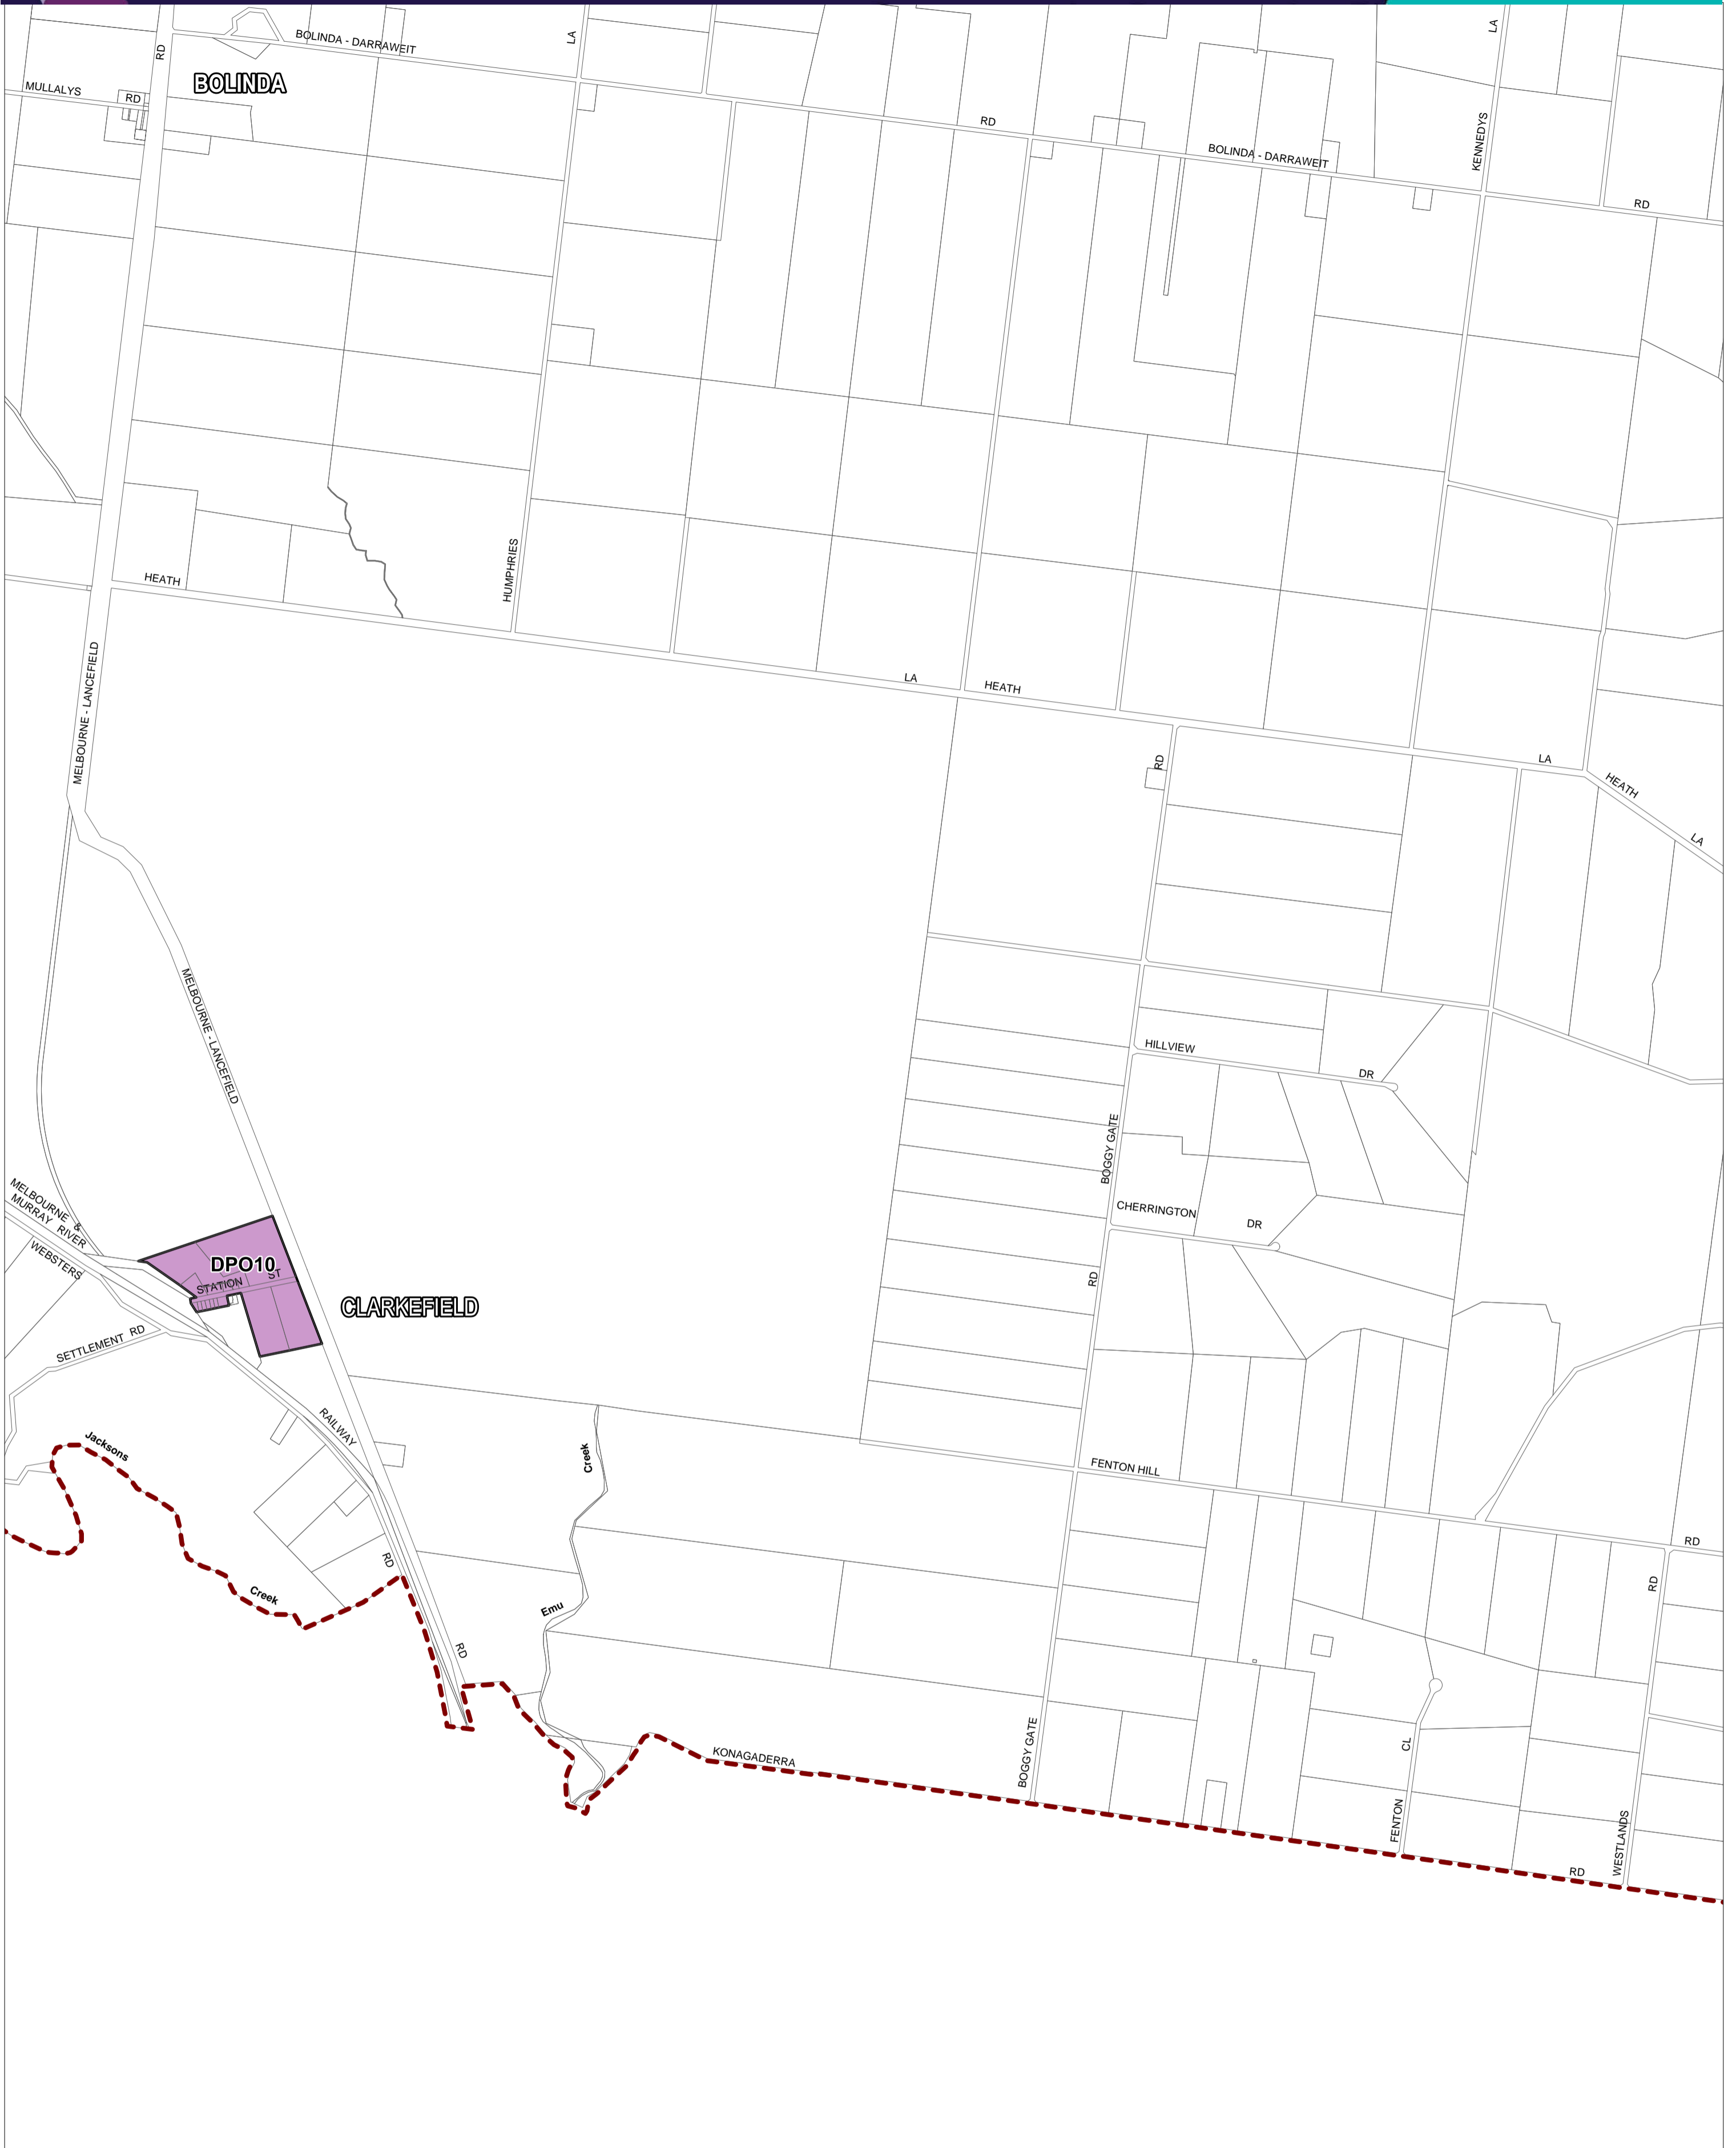 LA
LA
BOLINDA - DARRAWEIT
RD
BOLINDA
MULLALYS
RD
RD
KENNEDYS
BOLINDA - DARRAWEIT
RD
HUMPHRIES
HEATH
MELBOURNE - LANCEFIELD
LA
HEATH
RD
LA
HEATH
LA
MELBOURNE - LANCEFIELD
HILLVIEW
DR
BOGGY GATE
CHERRINGTON
DR
MELBOURNE &
MURRAY RIVER
WEBSTERS
DPO10
STATION
ST
RD
CLARKEFIELD
SETTLEMENT RD
RAILWAY
Jacksons
Creek
FENTON HILL
RD
RD
Creek
RD
Emu
RD
BOGGY GATE
KONAGADERRA
CL
FENTON
WESTLANDS
RD